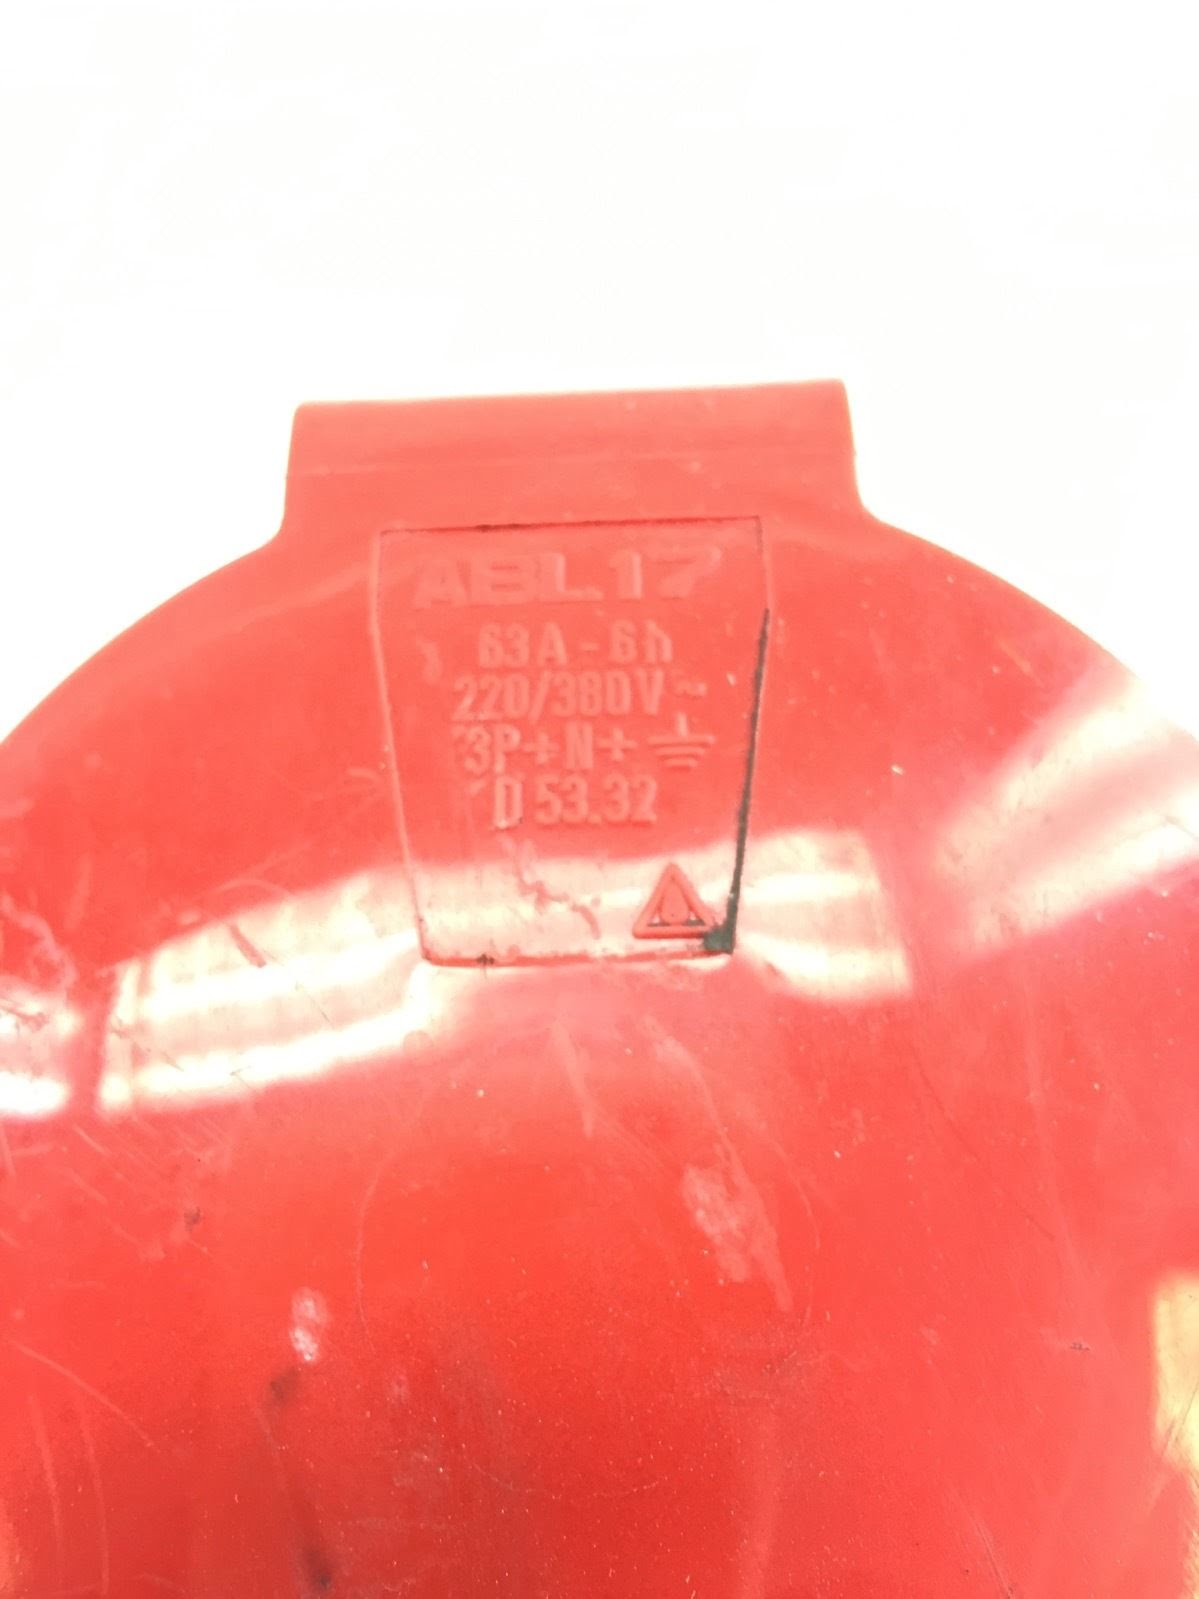 ABL17
63A-6h
220/380V~
3P+N+⏚
D 53.32